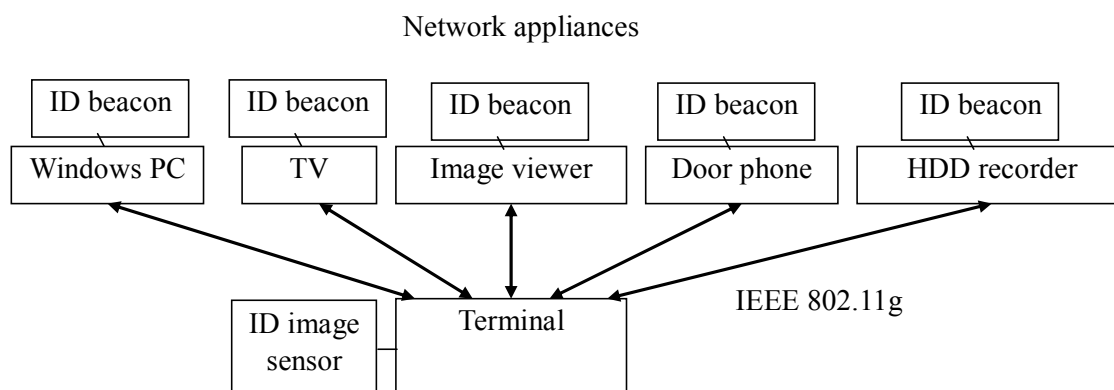 Network appliances
ID beacon
ID beacon
ID beacon
ID beacon
ID beacon
Windows PC
TV
Image viewer
Door phone
HDD recorder
IEEE 802.11g
Terminal
ID image
sensor